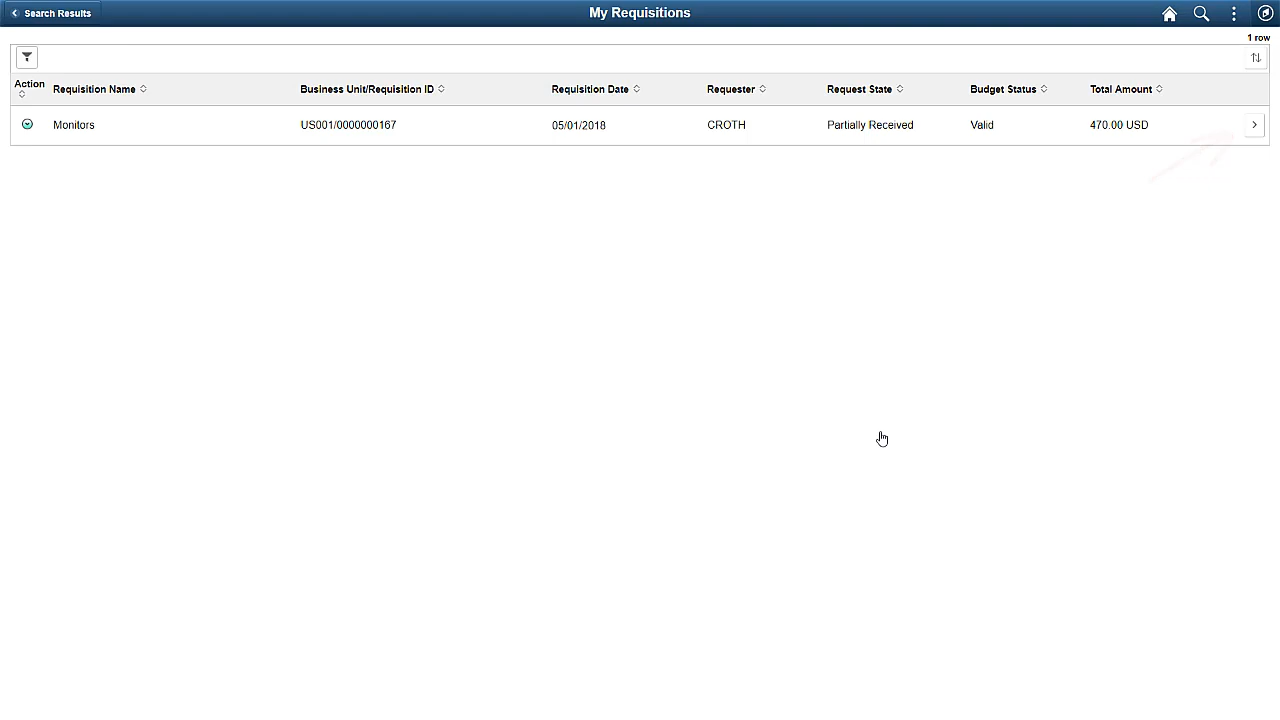 Search Results
My Requisitions
1 row
Action Requisition Name Business Unit/Requisition ID Requisition Date Requester Request State Budget Status Total Amount
Monitors US001/0000000167 05/01/2018 CROTH Partially Received Valid 470.00 USD